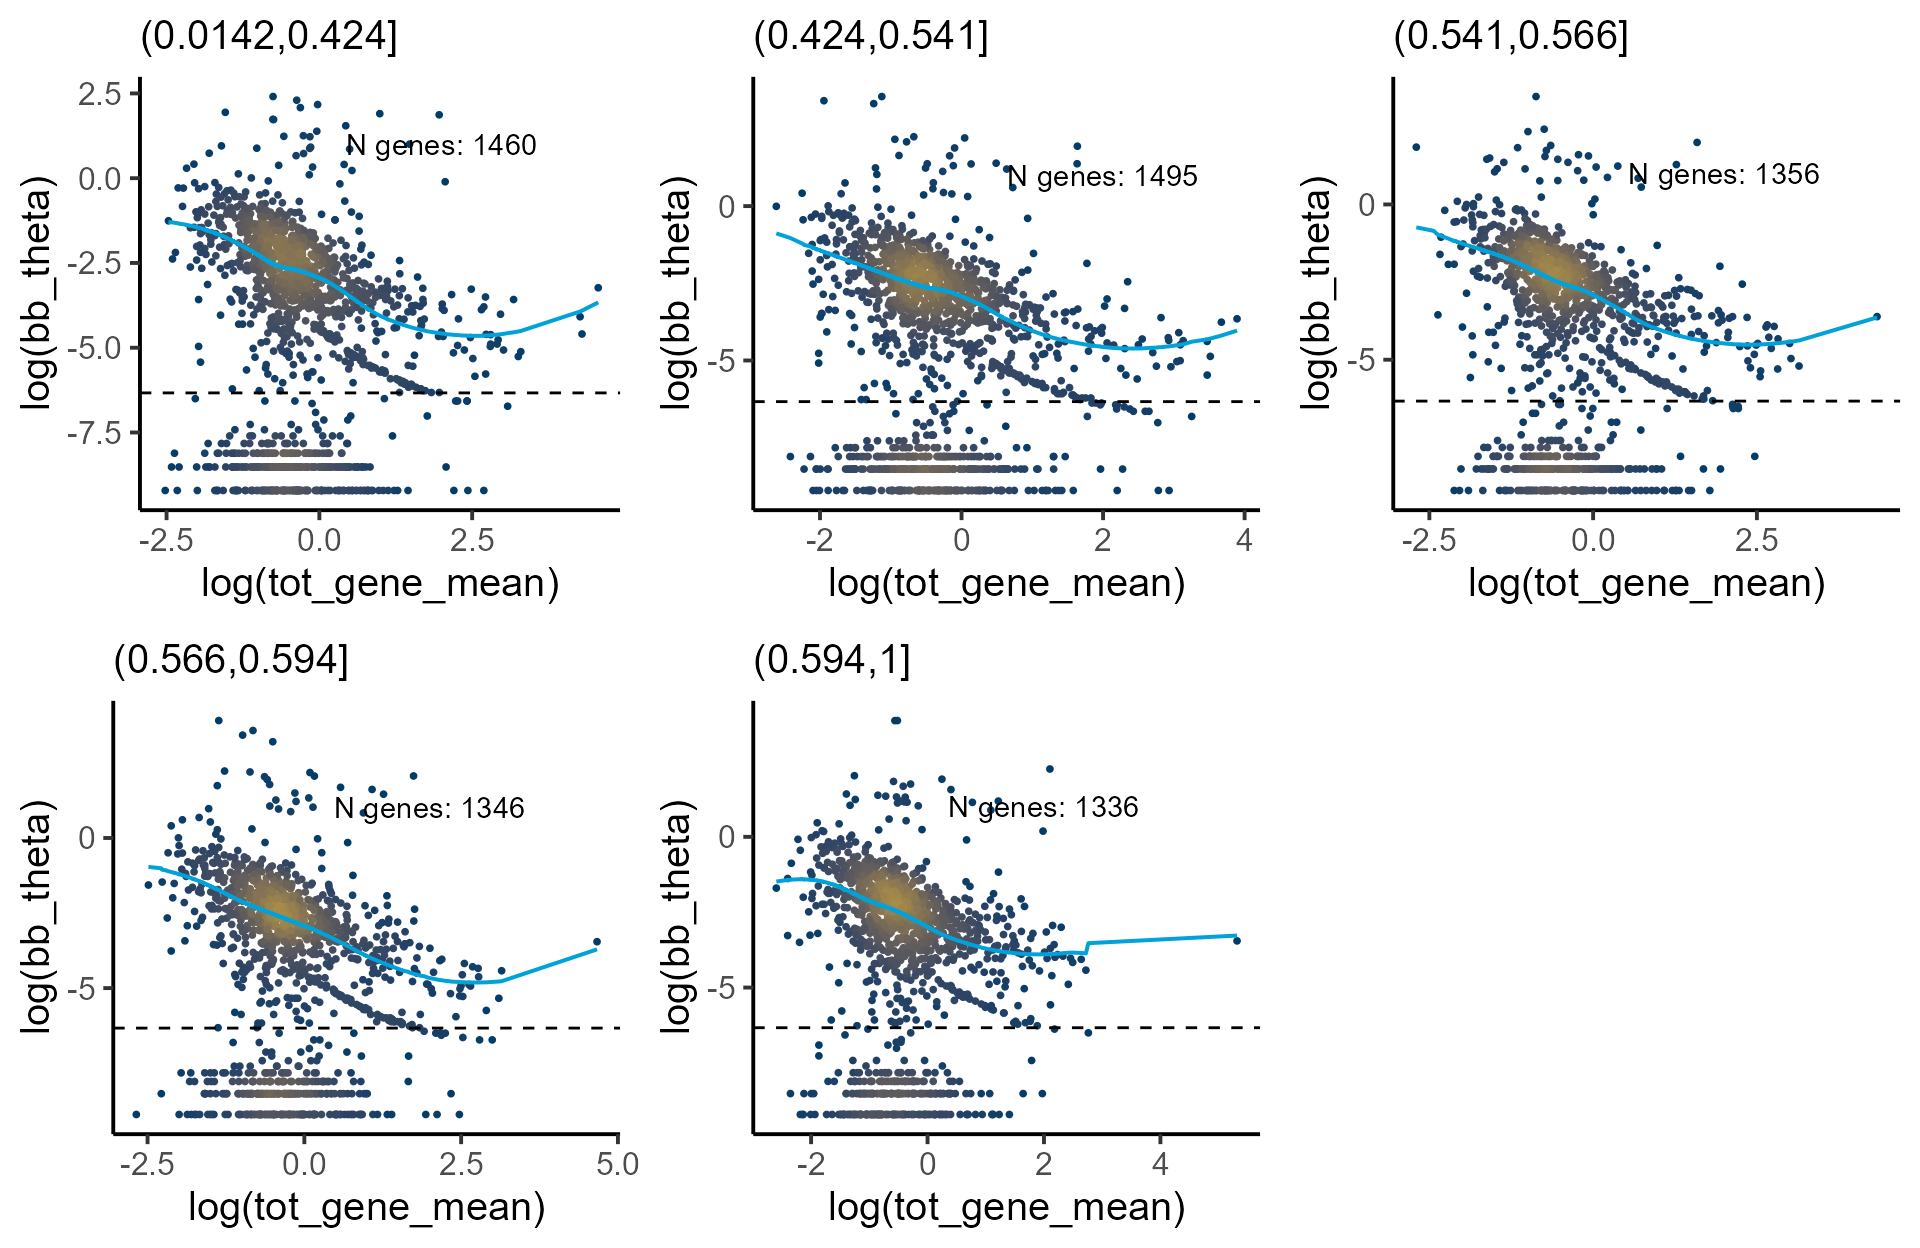 (0.0142,0.424]
2.5
0.0
-2.5
-5.0
-7.5
log(bb_theta)
N genes: 1460
-2.5 0.0 2.5
log(tot_gene_mean)
(0.424,0.541]
0
-5
log(bb_theta)
N genes: 1495
-2 0 2 4
log(tot_gene_mean)
(0.541,0.566]
0
-5
log(bb_theta)
N genes: 1356
-2.5 0.0 2.5
log(tot_gene_mean)
(0.566,0.594]
0
-5
log(bb_theta)
N genes: 1346
-2.5 0.0 2.5 5.0
log(tot_gene_mean)
(0.594,1]
0
-5
log(bb_theta)
N genes: 1336
-2 0 2 4
log(tot_gene_mean)